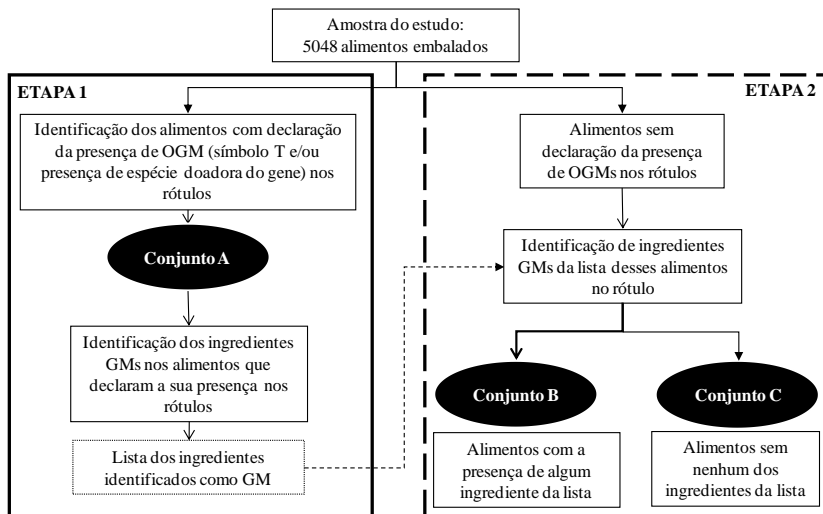 Amostra do estudo:
5048 alimentos embalados
ETAPA 1
Identificação dos alimentos com declaração
da presença de OGM (símbolo T e/ou
presença de espécie doadora do gene) nos
rótulos
Conjunto A
Identificação dos ingredientes
GMs nos alimentos que
declaram a sua presença nos
rótulos
Lista dos ingredientes
identificados como GM
ETAPA 2
Alimentos sem
declaração da presença
de OGMs nos rótulos
Identificação de ingredientes
GMs da lista desses alimentos
no rótulo
Conjunto B
Alimentos com a
presença de algum
ingrediente da lista
Conjunto C
Alimentos sem
nenhum dos
ingredientes da lista